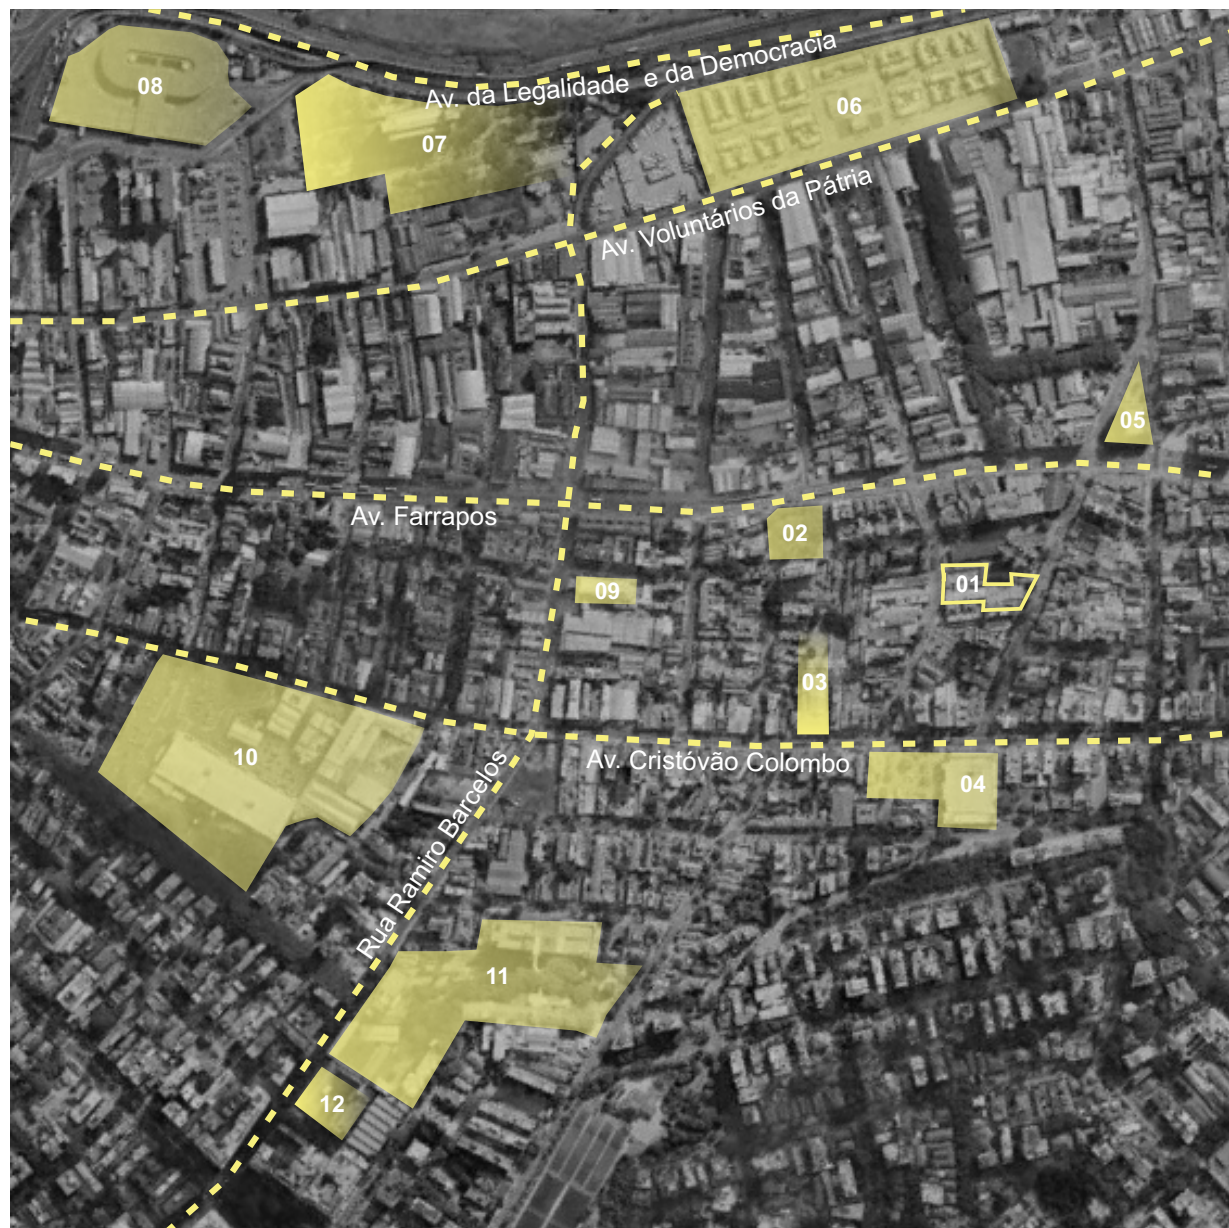 08
Av. da Legalidade e da Democracia
06
07
Av. Voluntários da Pátria
05
Av. Farrapos
02
09
01
03
10
Av. Cristóvão Colombo
04
Rua Ramiro Barcelos
11
12